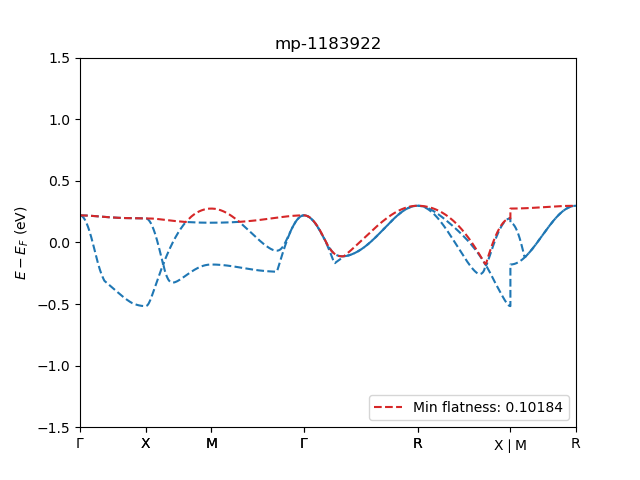 mp-1183922
E − E_F (eV)
1.5
1.0
0.5
0.0
−0.5
−1.0
−1.5
Min flatness: 0.10184
Γ X M Γ R X | M R